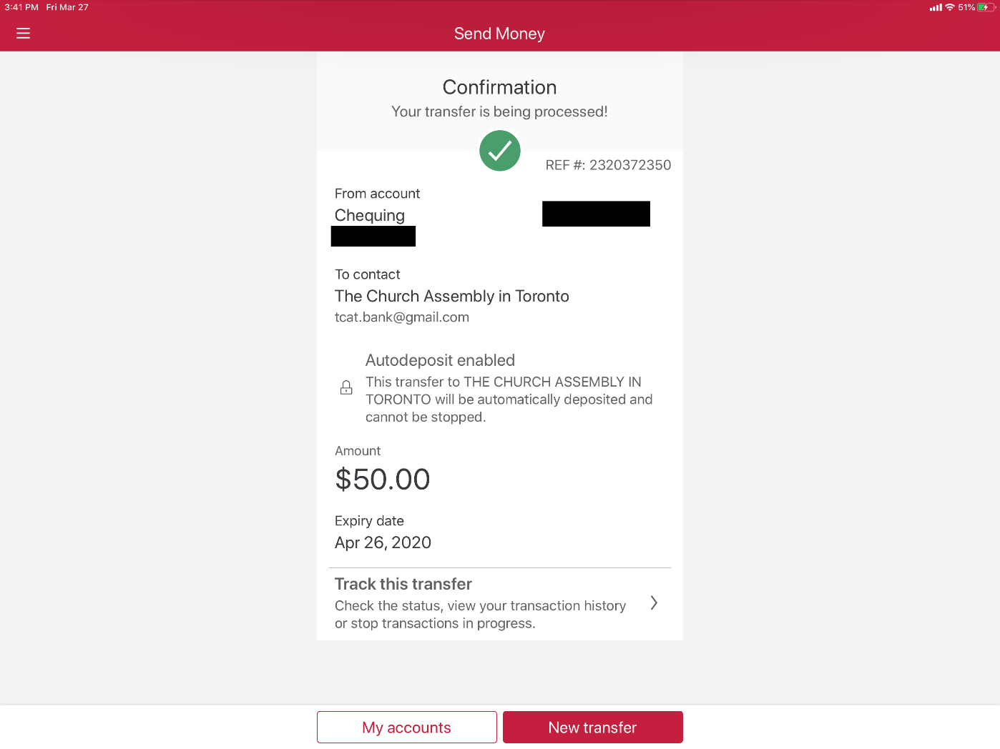 3:41 PM Fri Mar 27
51%
Send Money
Confirmation
Your transfer is being processed!
REF #: 2320372350
From account
Chequing
To contact
The Church Assembly in Toronto
tcat.bank@gmail.com
Autodeposit enabled
This transfer to THE CHURCH ASSEMBLY IN
TORONTO will be automatically deposited and
cannot be stopped.
Amount
$50.00
Expiry date
Apr 26, 2020
Track this transfer
Check the status, view your transaction history
or stop transactions in progress.
My accounts
New transfer